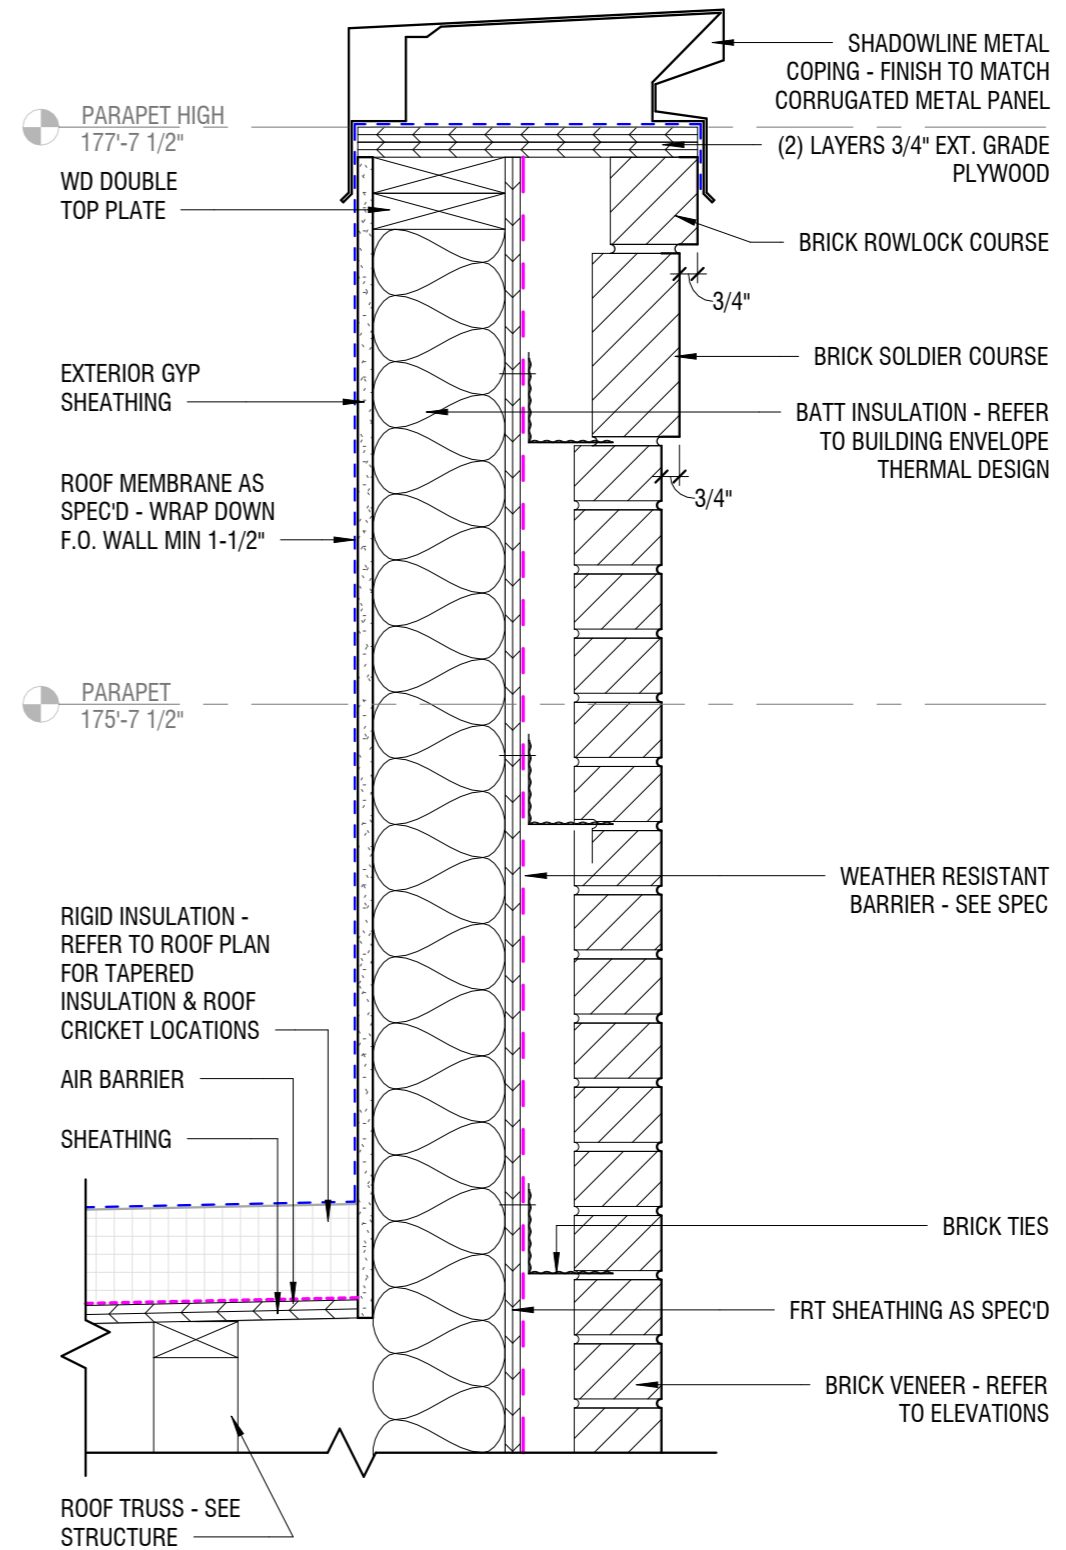 SHADOWLINE METAL
COPING - FINISH TO MATCH
CORRUGATED METAL PANEL
PARAPET HIGH
177'-7 1/2"
(2) LAYERS 3/4" EXT. GRADE
PLYWOOD
WD DOUBLE
TOP PLATE
BRICK ROWLOCK COURSE
3/4"
BRICK SOLDIER COURSE
EXTERIOR GYP
SHEATHING
BATT INSULATION - REFER
TO BUILDING ENVELOPE
THERMAL DESIGN
ROOF MEMBRANE AS
SPEC'D - WRAP DOWN
F.O. WALL MIN 1-1/2"
3/4"
PARAPET
175'-7 1/2"
WEATHER RESISTANT
BARRIER - SEE SPEC
RIGID INSULATION -
REFER TO ROOF PLAN
FOR TAPERED
INSULATION & ROOF
CRICKET LOCATIONS
AIR BARRIER
SHEATHING
BRICK TIES
FRT SHEATHING AS SPEC'D
BRICK VENEER - REFER
TO ELEVATIONS
ROOF TRUSS - SEE
STRUCTURE